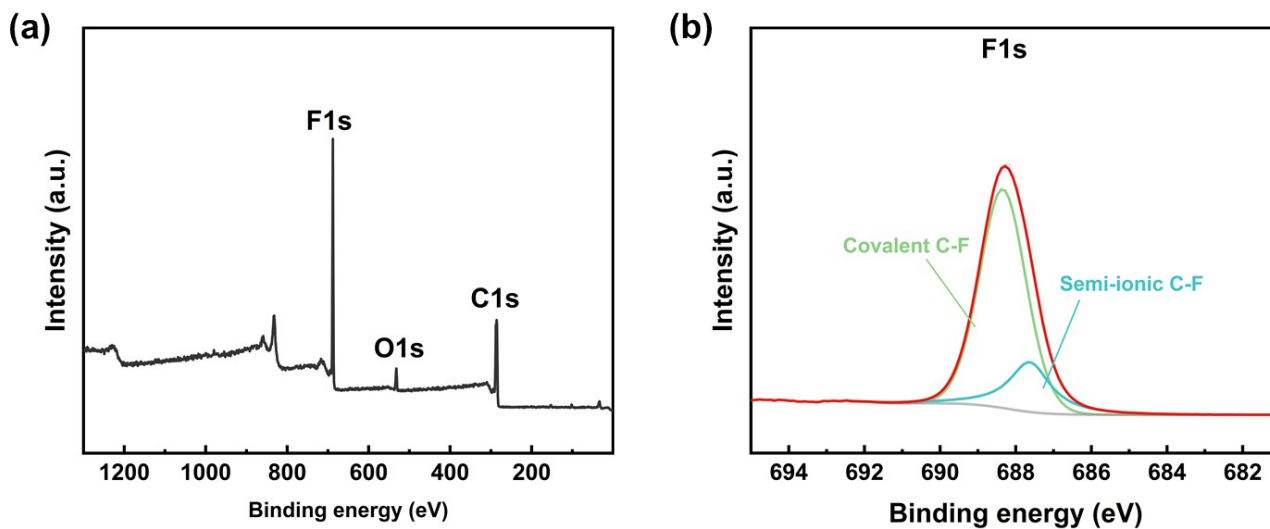 (a)
F1s
O1s
C1s
Intensity (a.u.)
1200 1000 800 600 400 200
Binding energy (eV)
(b)
F1s
Covalent C-F
Semi-ionic C-F
Intensity (a.u.)
694 692 690 688 686 684 682
Binding energy (eV)